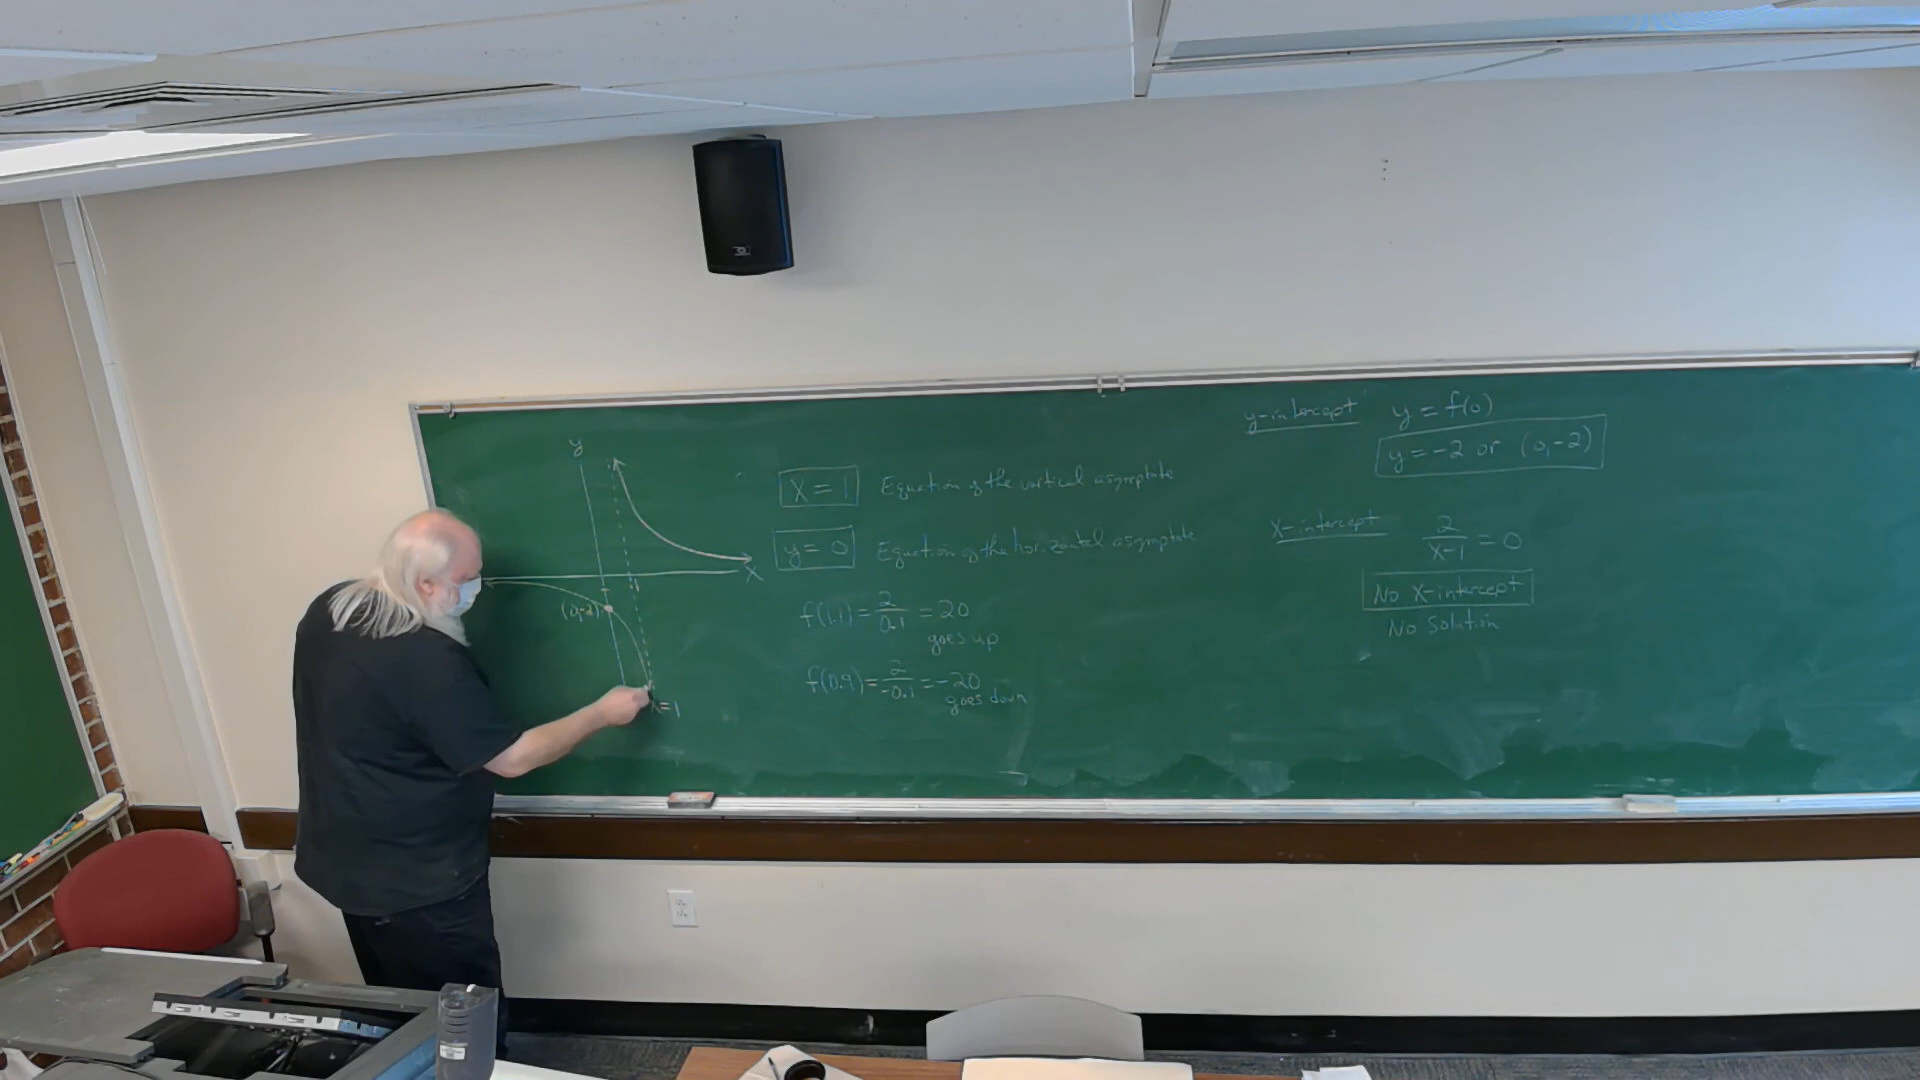 y
x
1
(0,-2)
x=1
x = 1 Equation of the vertical asymptote
y = 0 Equation of the horizontal asymptote
f(1.1) = 2/0.1 = 20
goes up
f(0.9) = 2/-0.1 = -20
goes down
y-intercept y = f(0)
y = -2 or (0,-2)
x-intercept 2/x-1 = 0
No x-intercept
No Solution